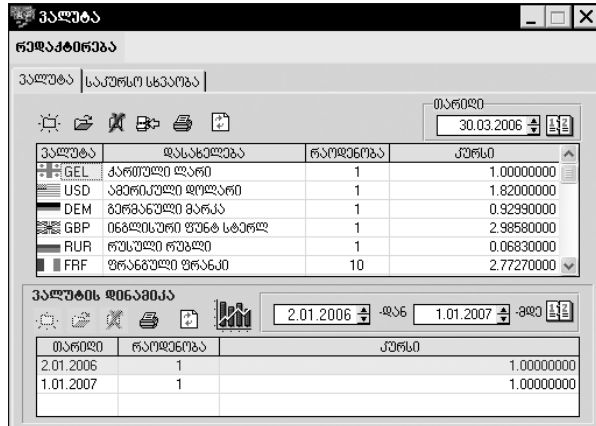 ვალუტა
რედაქტირება
ვალუტა საკურსო სხვაობა
თარიღი
30.03.2006
ვალუტა დასახელება რაოდენობა კურსი
GEL ქართული ლარი 1 1.00000000
USD ამერიკული დოლარი 1 1.82000000
DEM გერმანული მარკა 1 0.92990000
GBP ინგლისური ფუნტ სტერლ 1 2.98580000
RUR რუსული რუბლი 1 0.06830000
FRF ფრანგული ფრანკი 10 2.77270000
ვალუტის დინამიკა
2.01.2006 -დან 1.01.2007 -მდე
თარიღი რაოდენობა კურსი
2.01.2006 1 1.00000000
1.01.2007 1 1.00000000